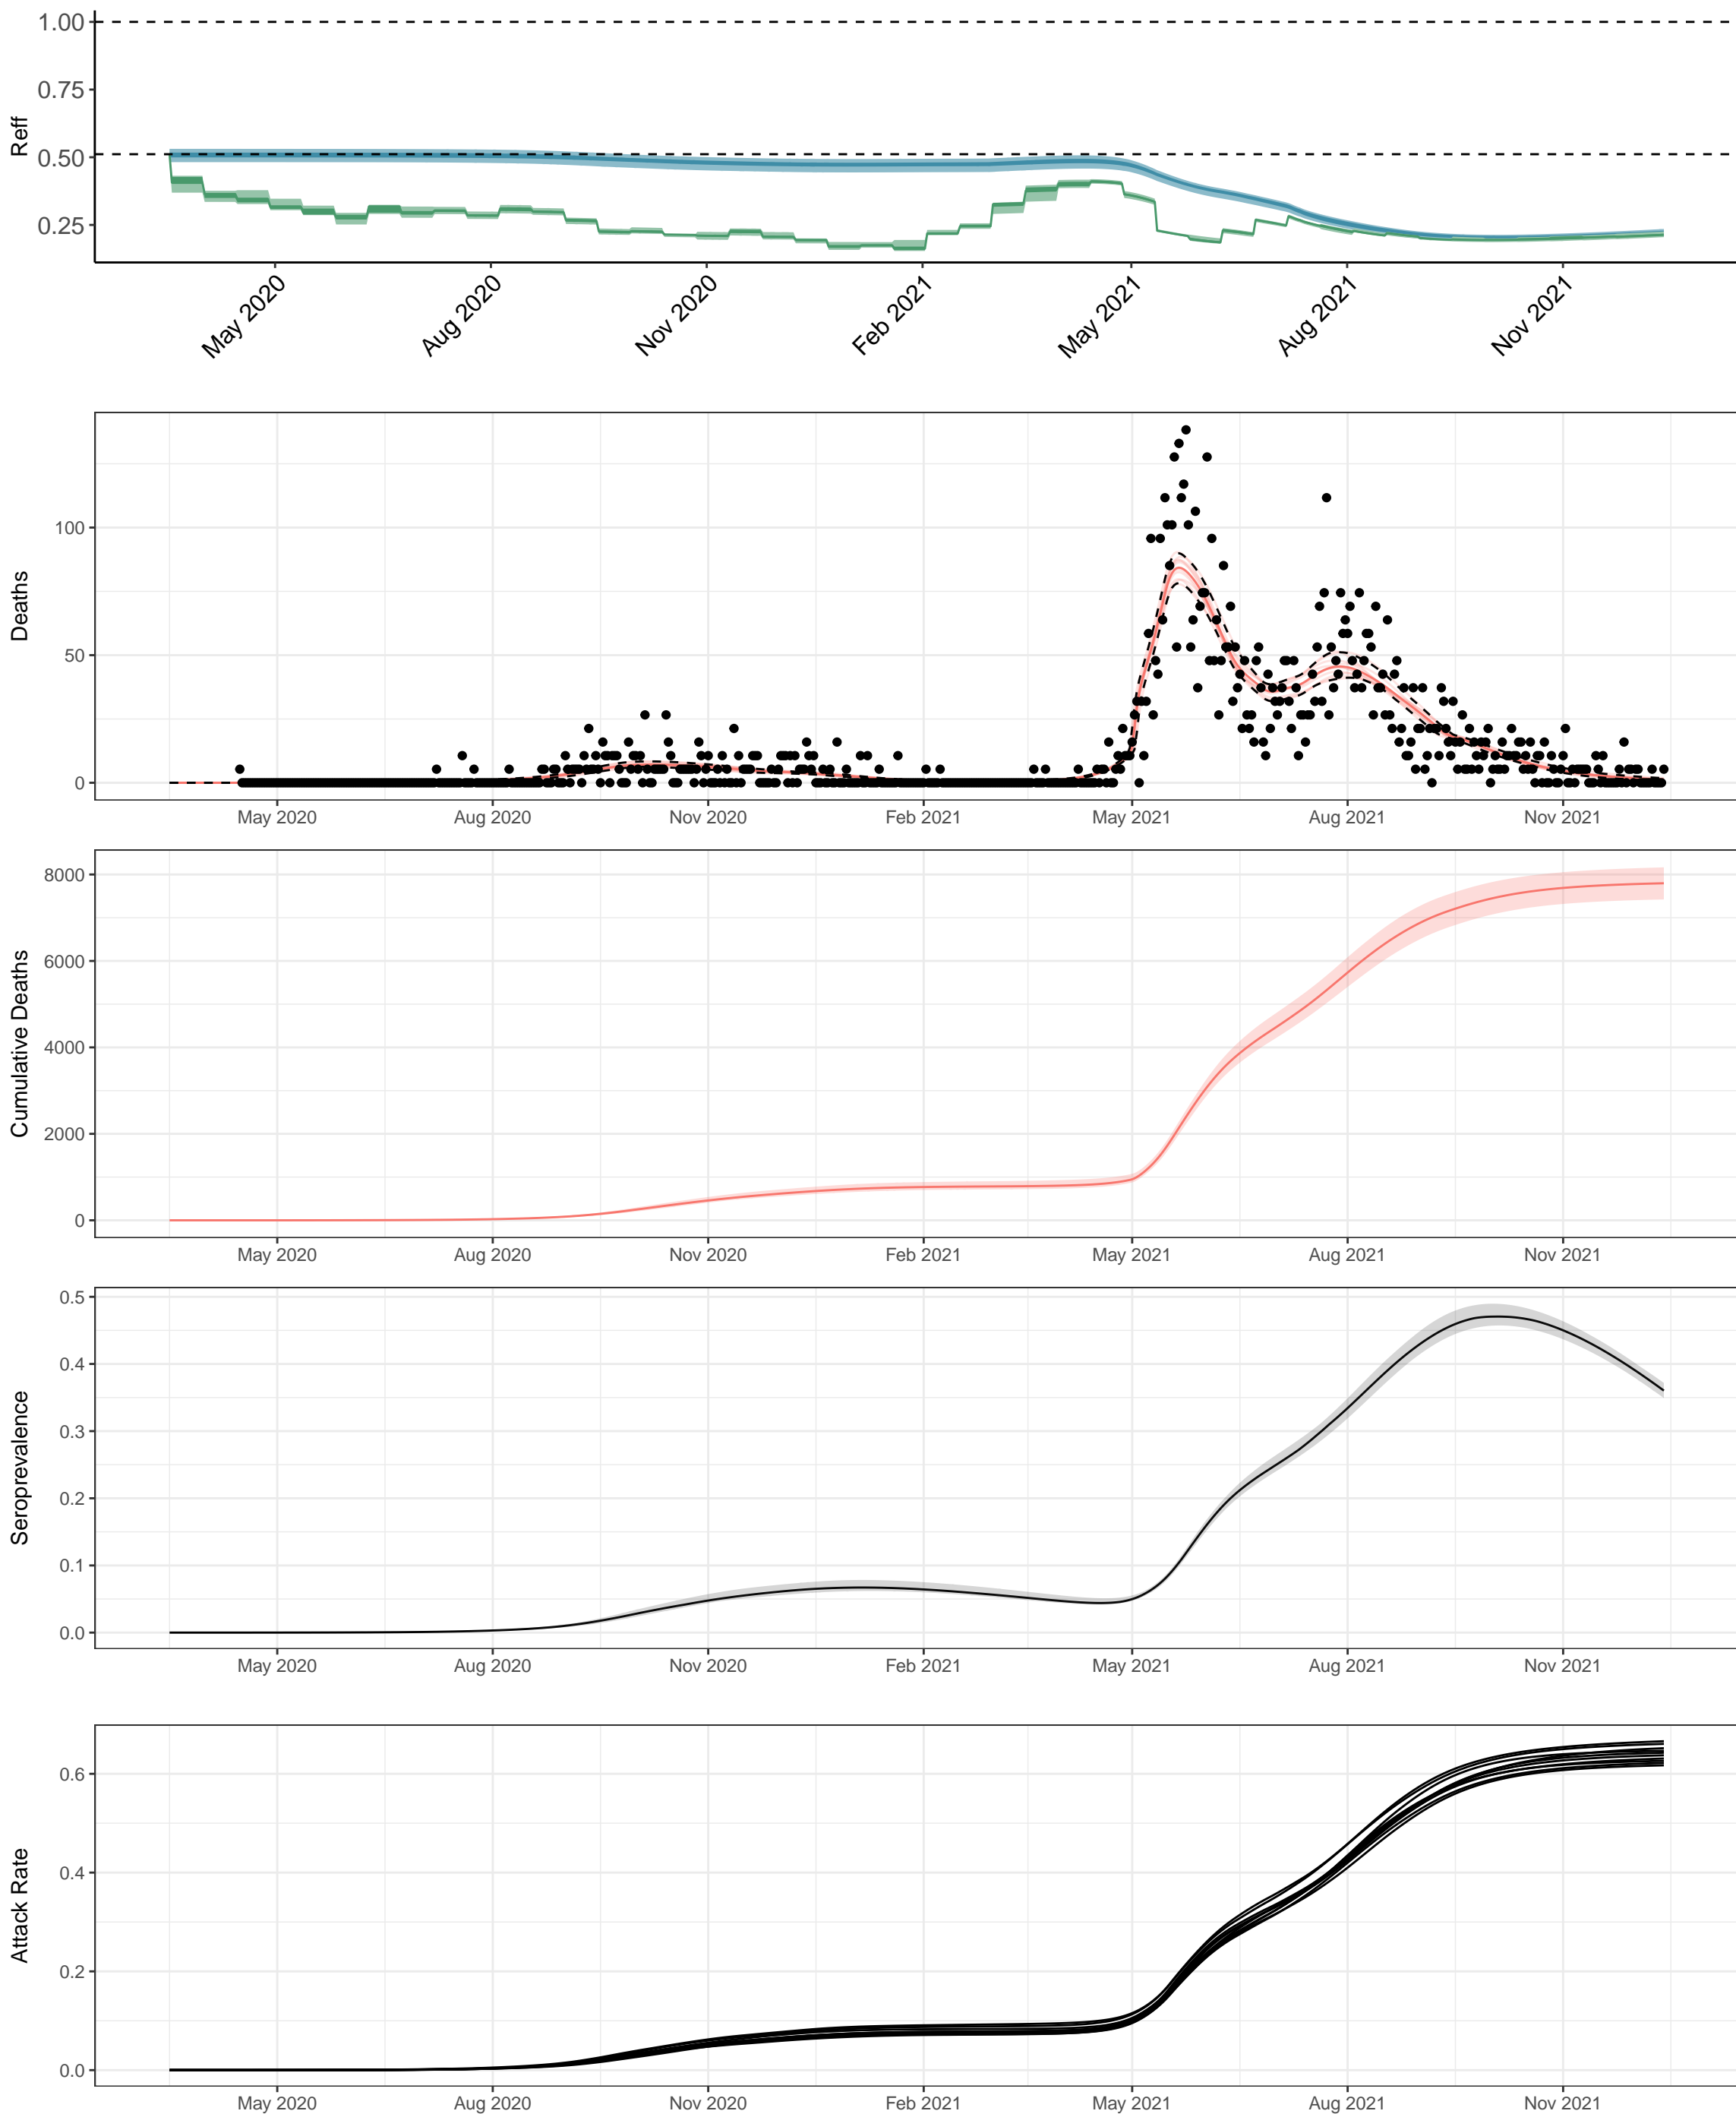 Reff
1.00
0.75
0.50
0.25
May 2020
Aug 2020
Nov 2020
Feb 2021
May 2021
Aug 2021
Nov 2021
Deaths
100
50
0
May 2020
Aug 2020
Nov 2020
Feb 2021
May 2021
Aug 2021
Nov 2021
Cumulative Deaths
8000
6000
4000
2000
0
May 2020
Aug 2020
Nov 2020
Feb 2021
May 2021
Aug 2021
Nov 2021
Seroprevalence
0.5
0.4
0.3
0.2
0.1
0.0
May 2020
Aug 2020
Nov 2020
Feb 2021
May 2021
Aug 2021
Nov 2021
Attack Rate
0.6
0.4
0.2
0.0
May 2020
Aug 2020
Nov 2020
Feb 2021
May 2021
Aug 2021
Nov 2021